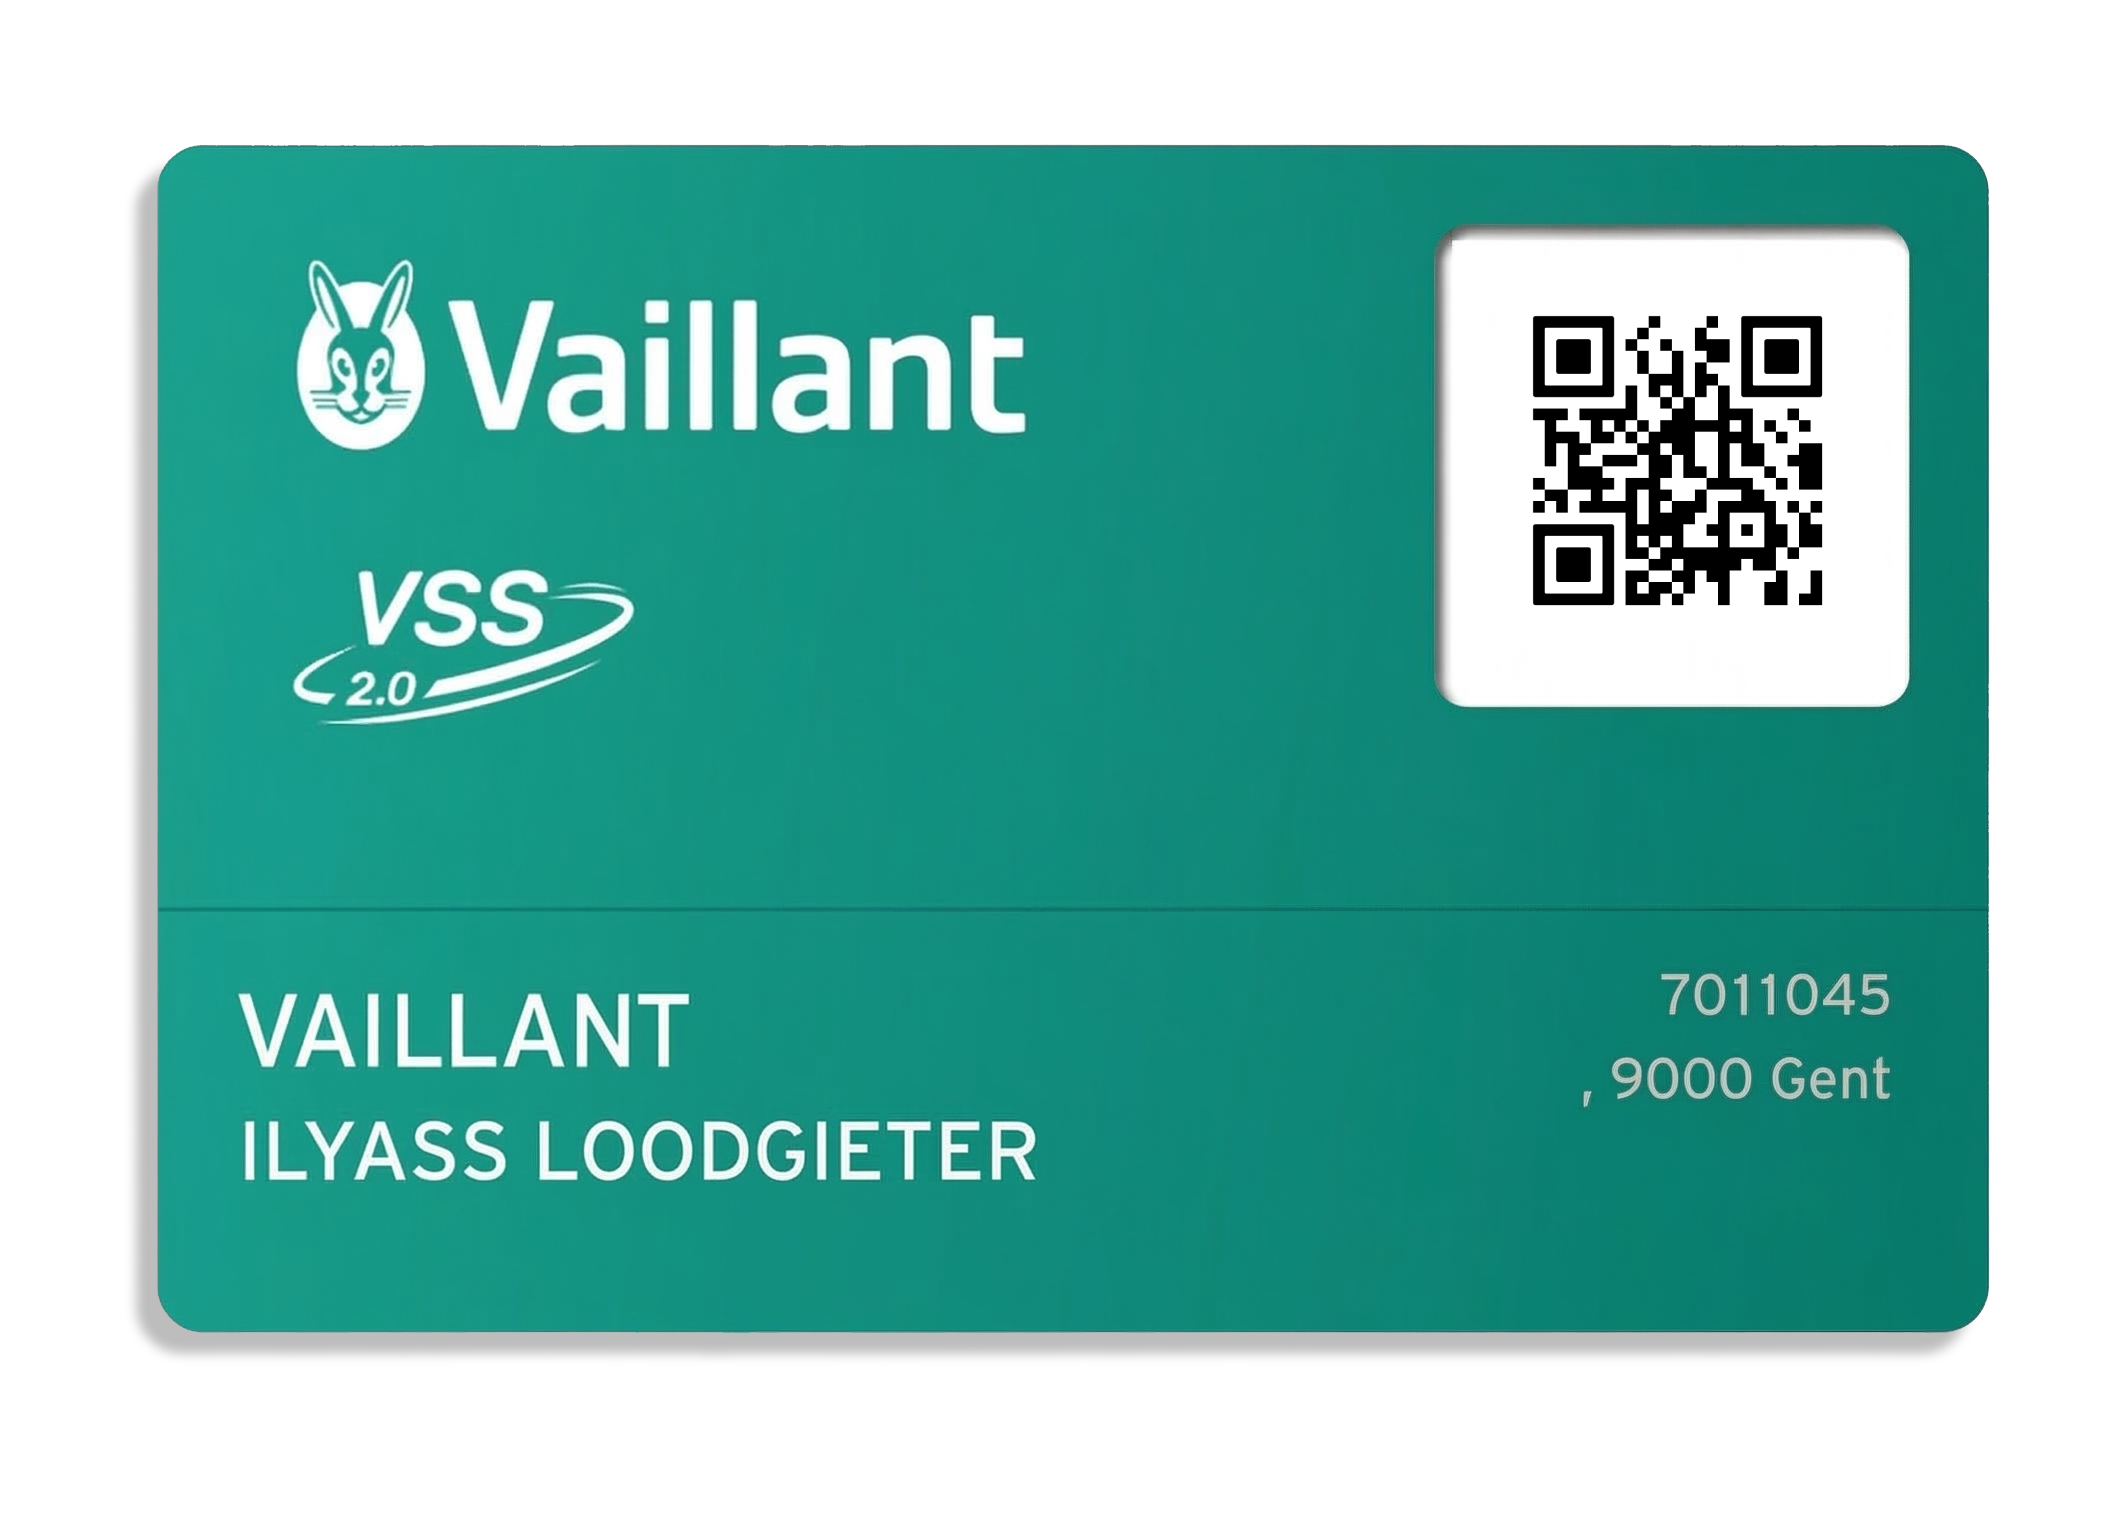 Vaillant
VSS
2.0
VAILLANT
ILYASS LOODGIETER
7011045
, 9000 Gent